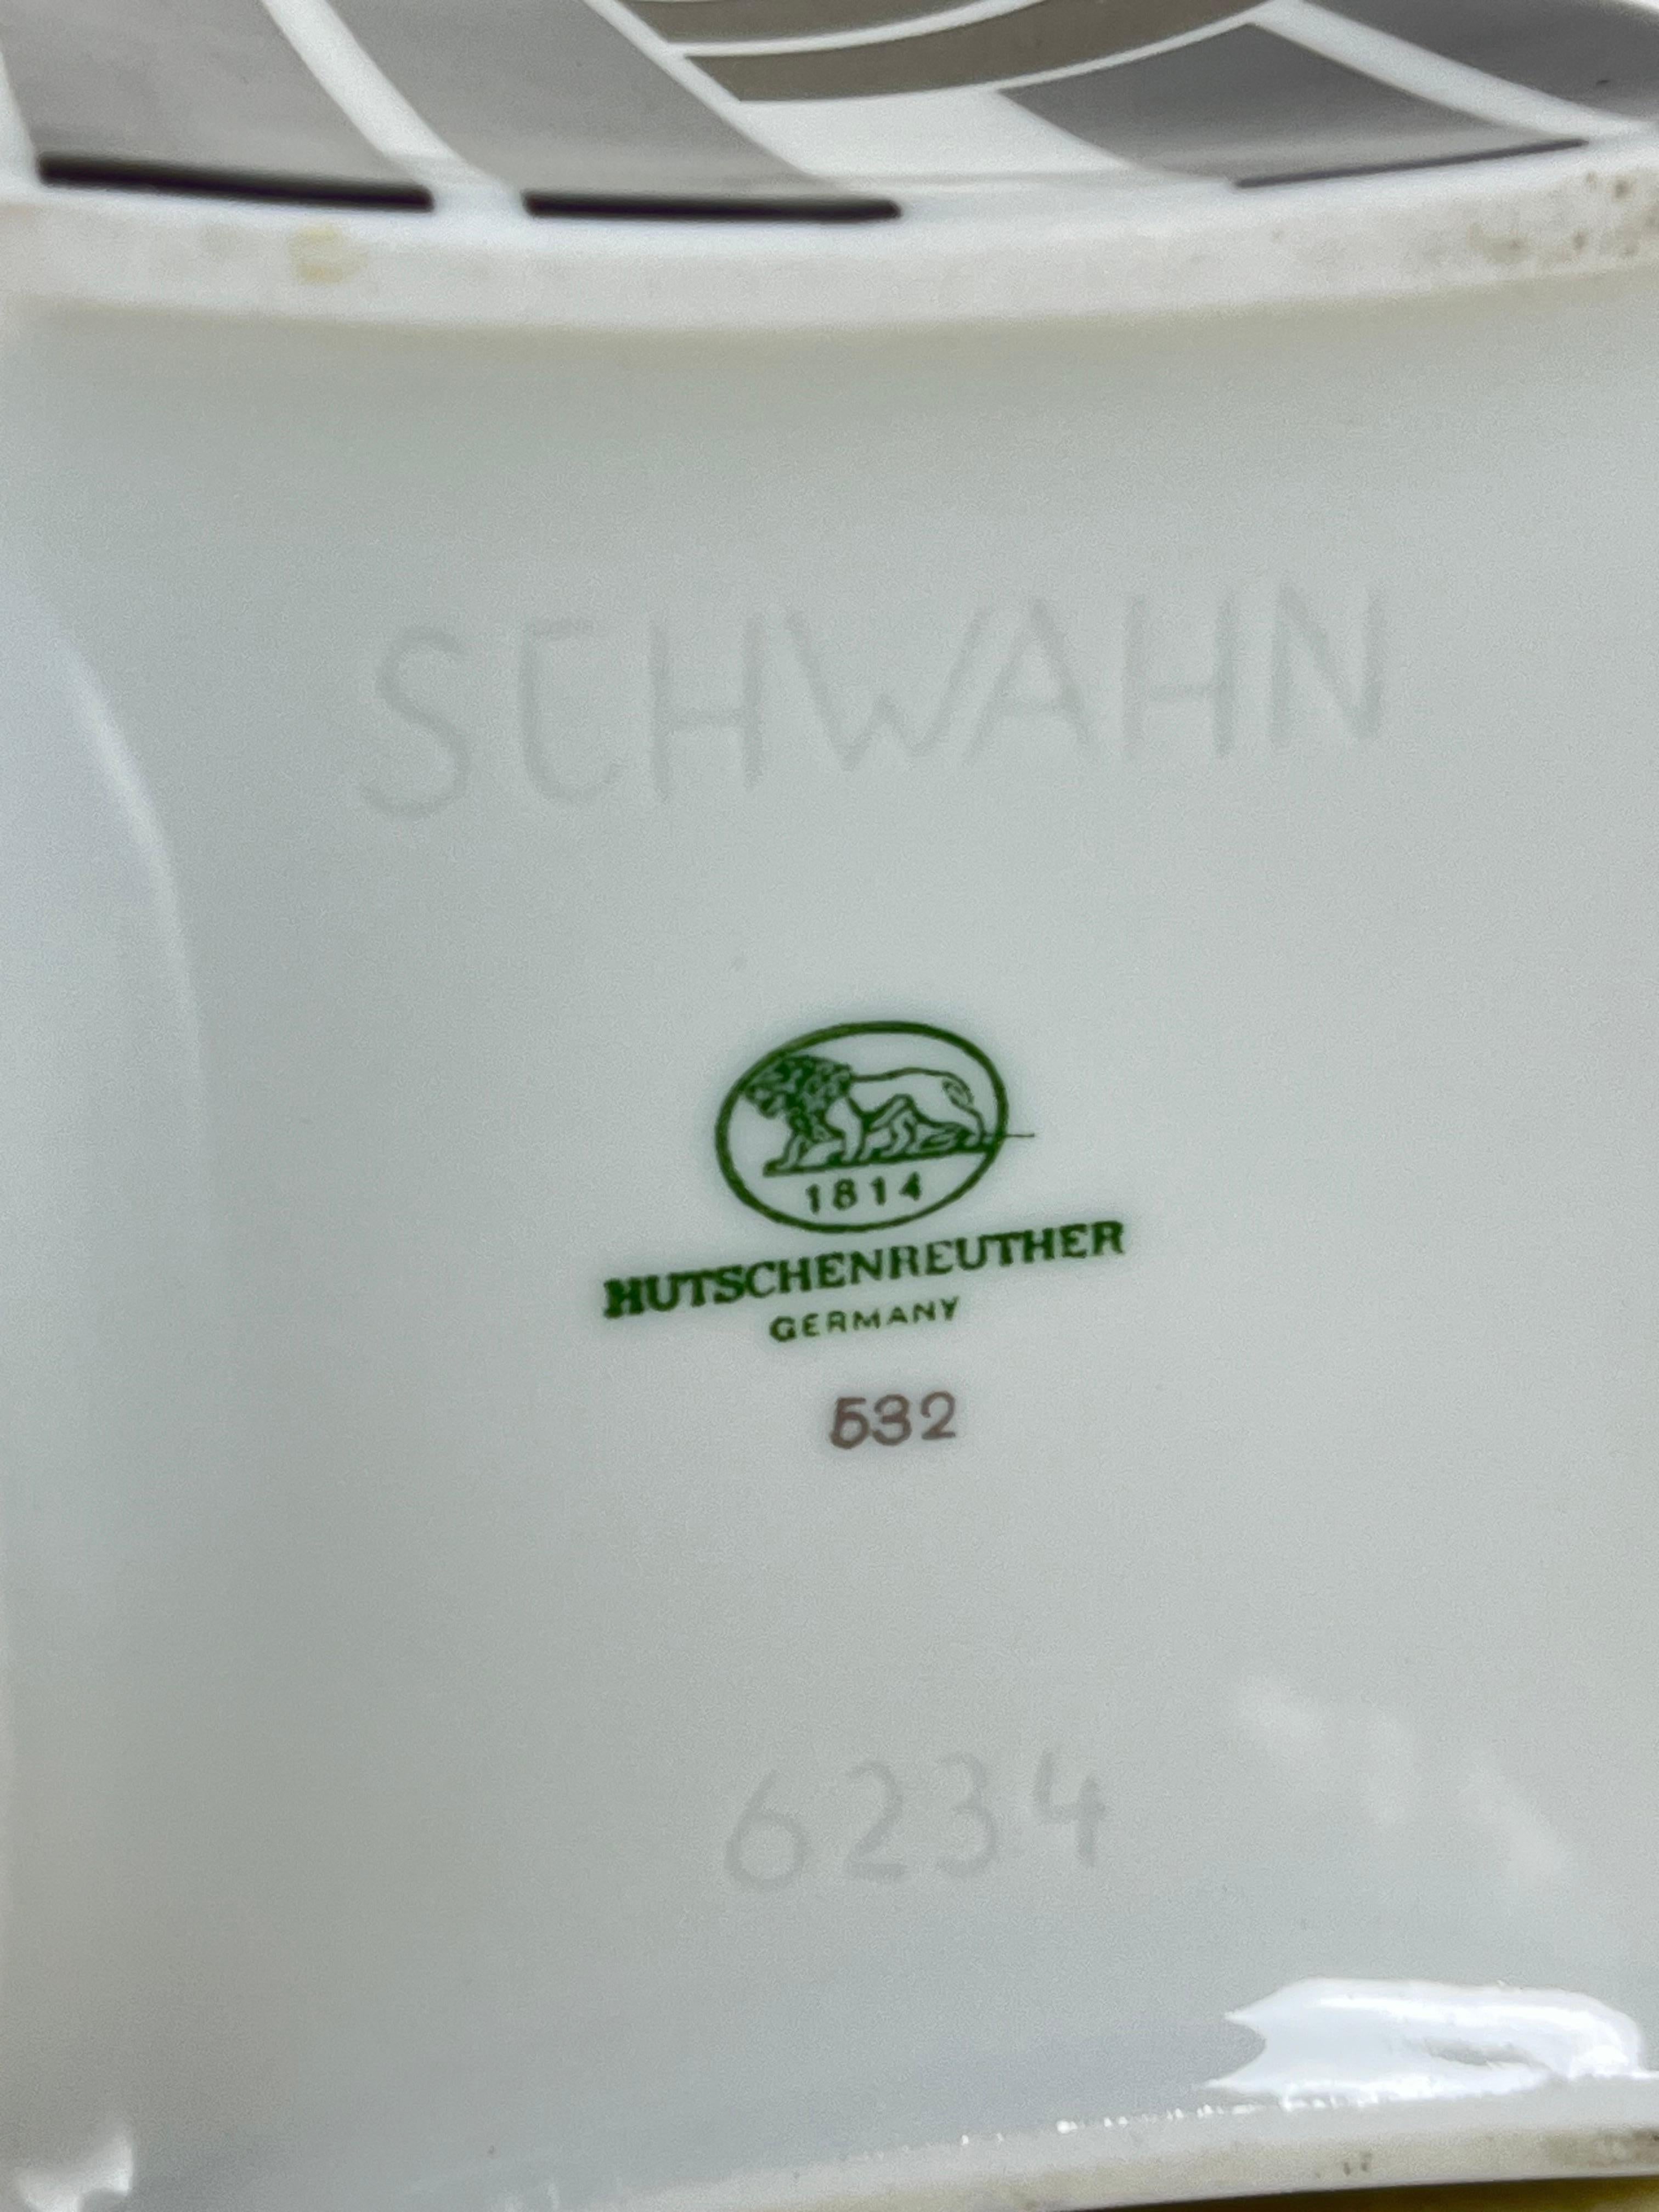 SCHWAHN
1814
HUTSCHENREUTHER
GERMANY
532
6234